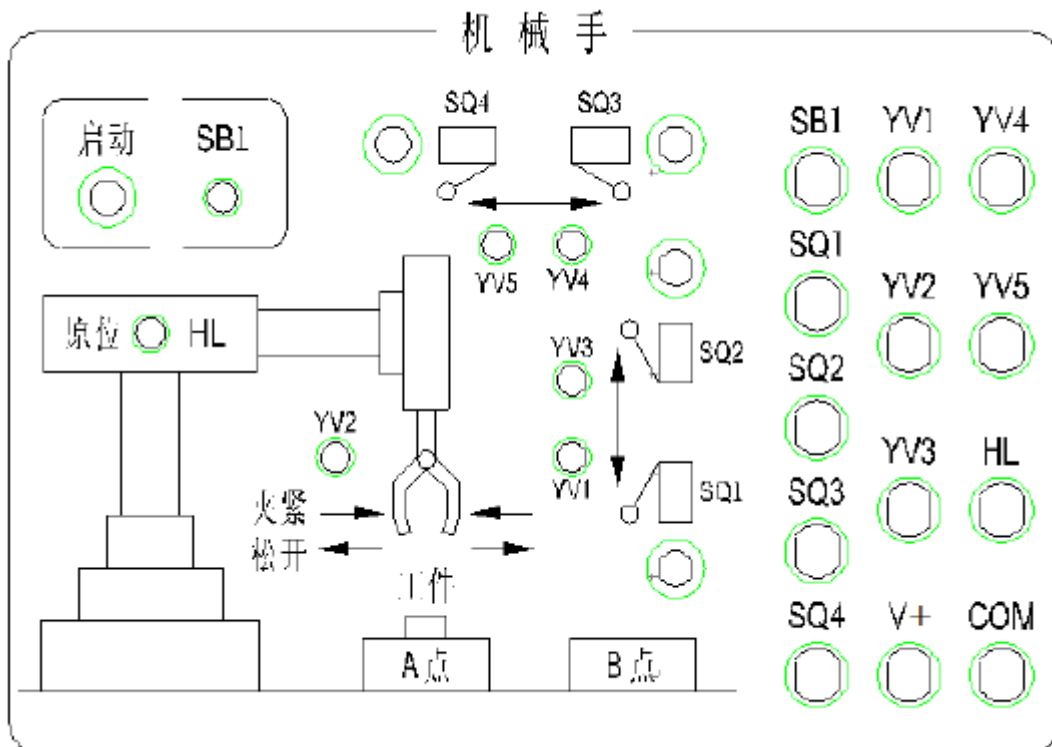 机 械 手
启动 SB1
SQ4 SQ3
YV5 YV4
原位 HL
YV3
SQ2
YV2
YV1
SQ1
夹紧
松开
工件
A点 B点
SB1 YV1 YV4
SQ1
YV2 YV5
SQ2
YV3 HL
SQ3
SQ4 V+ COM